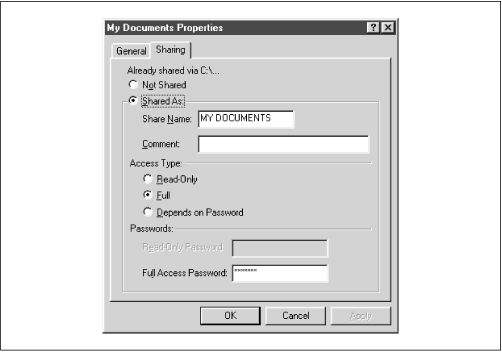 My Documents Properties
General Sharing
Already shared via C:\...
Not Shared
Shared As:
Share Name: MY DOCUMENTS
Comment:
Access Type:
Read-Only
Full
Depends on Password
Passwords:
Read-Only Password:
Full Access Password: *******
OK Cancel Apply